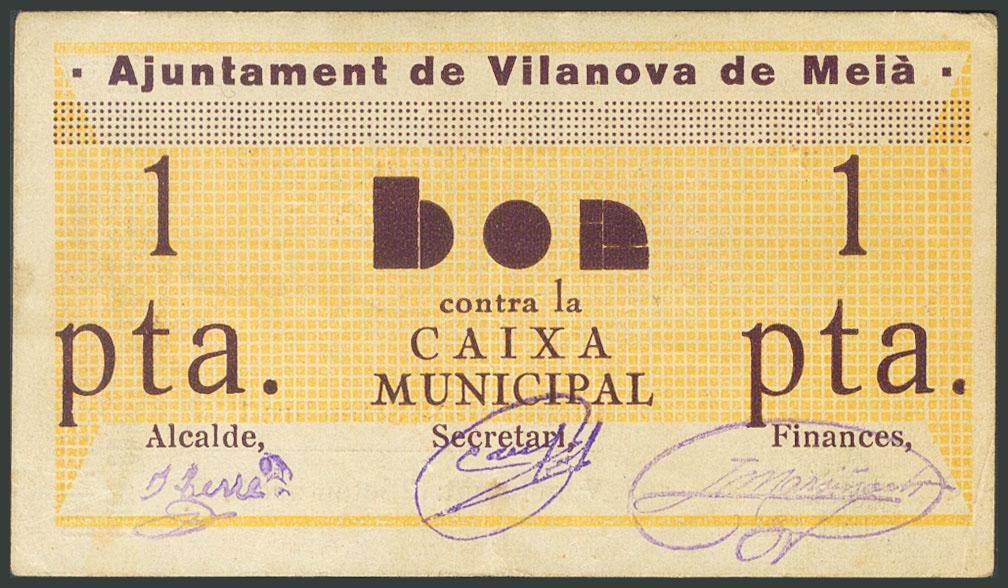 · Ajuntament de Vilanova de Meià ·
1 bon 1
contra la
CAIXA
pta. MUNICIPAL pta.
Alcalde, Secretari, Finances,